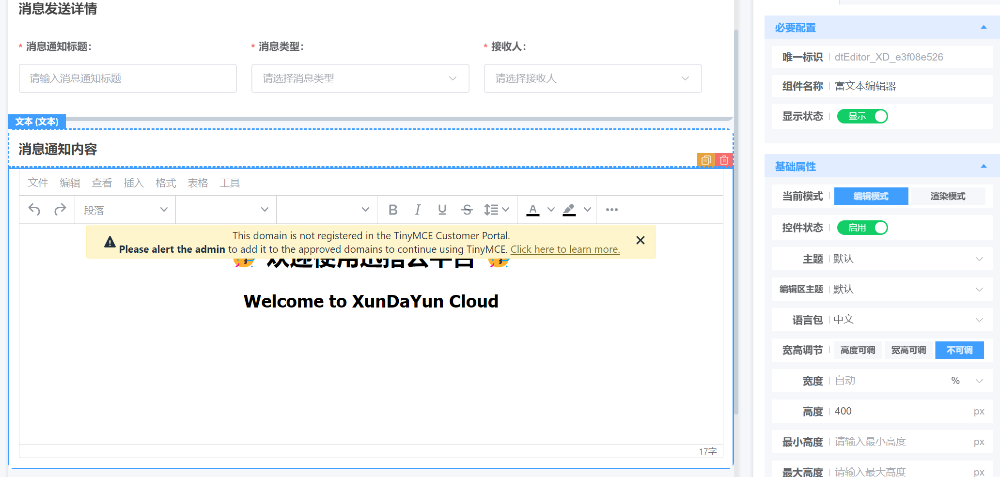 消息发送详情
* 消息通知标题：
* 消息类型：
* 接收人：
请输入消息通知标题
请选择消息类型
请选择接收人
文本 (文本)
消息通知内容
文件 编辑 查看 插入 格式 表格 工具
段落
B I U S A
This domain is not registered in the TinyMCE Customer Portal.
Please alert the admin to add it to the approved domains to continue using TinyMCE. Click here to learn more.
欢迎使用迅搭云平台
Welcome to XunDaYun Cloud
17字
必要配置
唯一标识 dtEditor_XD_e3f08e526
组件名称 富文本编辑器
显示状态 显示
基础属性
当前模式 编辑模式 渲染模式
控件状态 启用
主题 默认
编辑区主题 默认
语言包 中文
宽高调节 高度可调 宽高可调 不可调
宽度 自动 %
高度 400 px
最小高度 请输入最小高度 px
最大高度 请输入最大高度 px